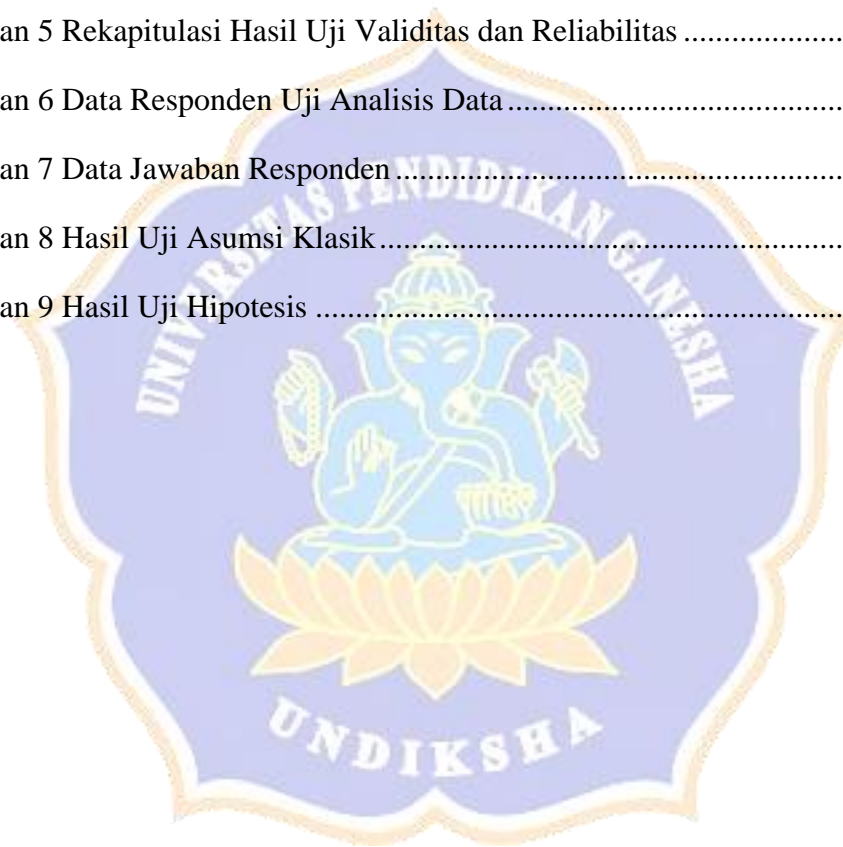 an 5 Rekapitulasi Hasil Uji Validitas dan Reliabilitas ....................
an 6 Data Responden Uji Analisis Data..........................................
an 7 Data Jawaban Responden ........................................................
an 8 Hasil Uji Asumsi Klasik..........................................................
an 9 Hasil Uji Hipotesis ..................................................................
UNIVERSITAS PENDIDIKAN GANESHA
UNDIKSHA